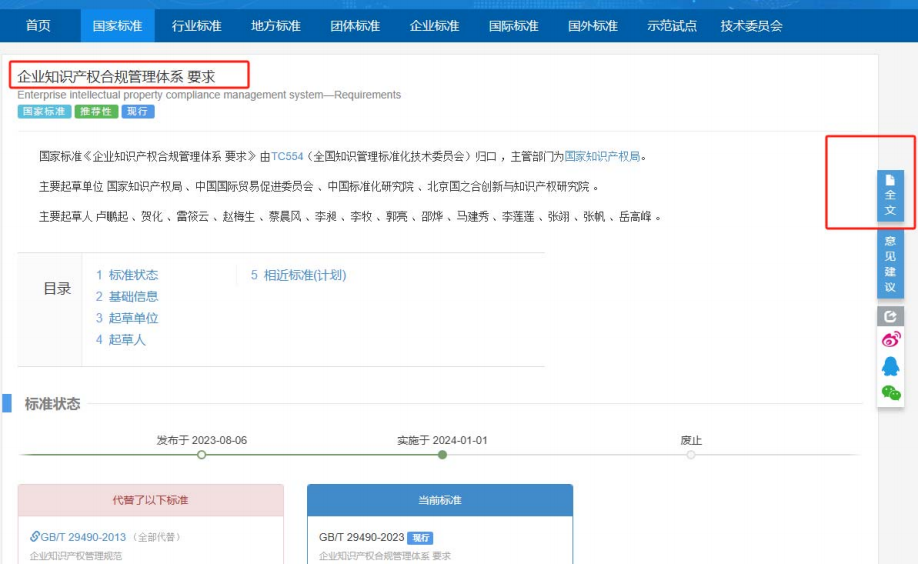 首页 国家标准 行业标准 地方标准 团体标准 企业标准 国际标准 国外标准 示范试点 技术委员会
企业知识产权合规管理体系 要求
Enterprise intellectual property compliance management system—Requirements
国家标准 推荐性 现行
国家标准《企业知识产权合规管理体系 要求》由TC554（全国知识管理标准化技术委员会）归口，主管部门为国家知识产权局。
主要起草单位 国家知识产权局、中国国际贸易促进委员会、中国标准化研究院、北京国之合创新与知识产权研究院。
主要起草人 卢鹏起、贺化、雷筱云、赵梅生、蔡晨风、李昶、李牧、郭亮、邵烨、马建秀、李莲莲、张翊、张帆、岳高峰。
全文
意见建议
目录
1 标准状态
2 基础信息
3 起草单位
4 起草人
5 相近标准(计划)
标准状态
发布于 2023-08-06 实施于 2024-01-01 废止
代替了以下标准
GB/T 29490-2013（全部代替）
企业知识产权管理规范
当前标准
GB/T 29490-2023 现行
企业知识产权合规管理体系 要求